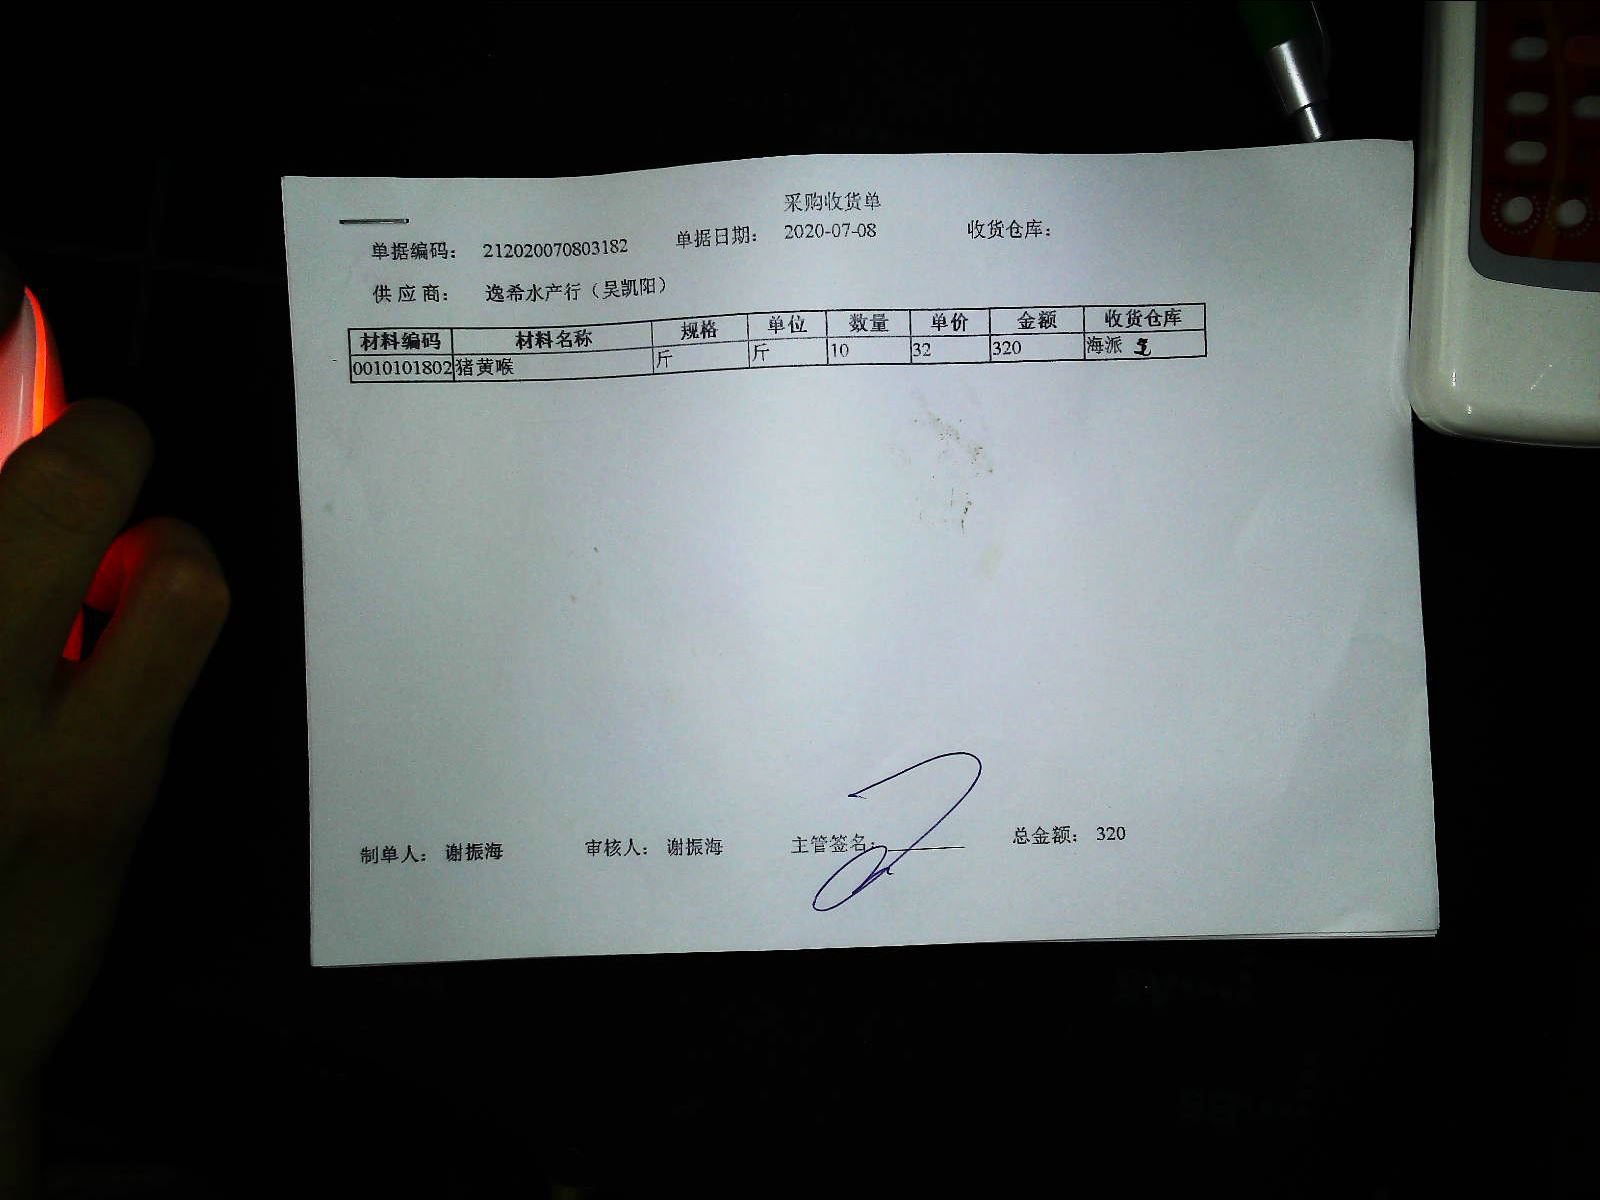 采购收货单
单据编码： 212020070803182 单据日期： 2020-07-08 收货仓库：
供 应 商： 逸希水产行（吴凯阳）
材料编码 材料名称 规格 单位 数量 单价 金额 收货仓库
0010101802 猪黄喉 斤 斤 10 32 320 海派
制单人： 谢振海 审核人： 谢振海 主管签名： 总金额： 320